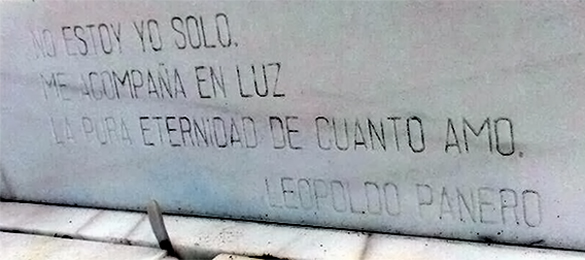 NO ESTOY YO SOLO.
ME ACOMPAÑA EN LUZ
LA PURA ETERNIDAD DE CUANTO AMO.
LEOPOLDO PANERO